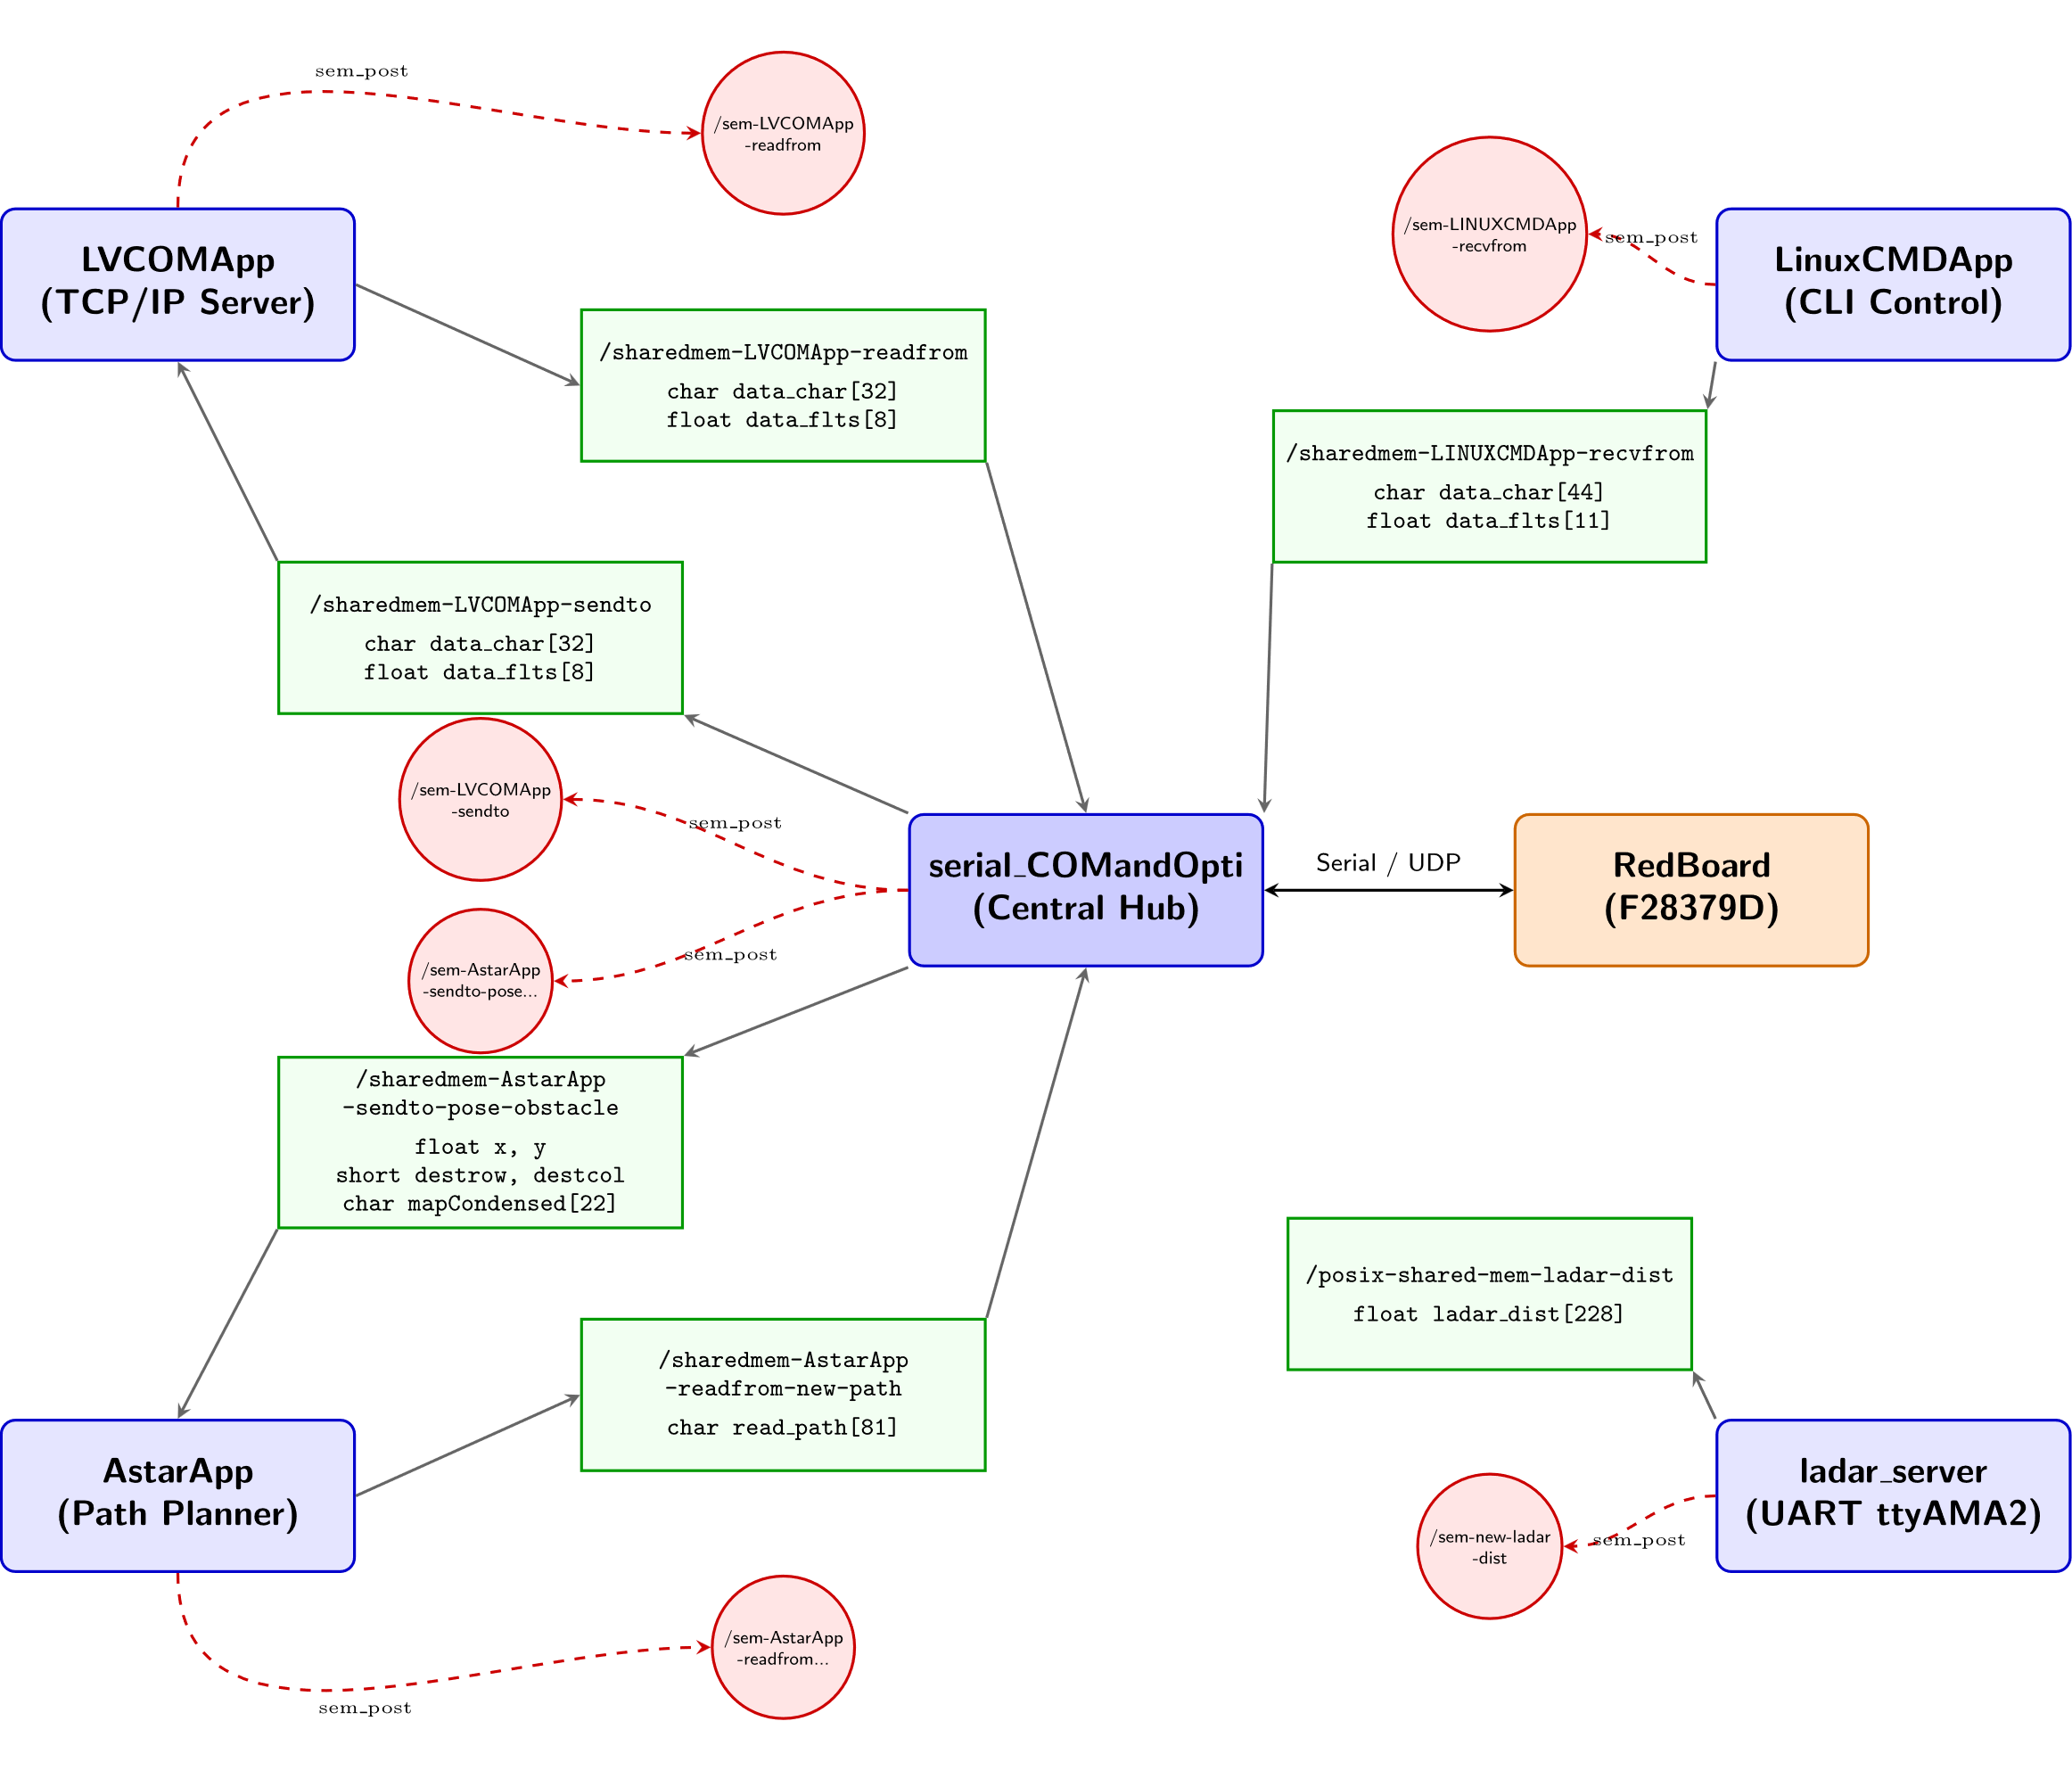 sem_post
/sem-LVCOMApp
-readfrom
LVCOMApp
(TCP/IP Server)
/sem-LINUXCMDApp
-recvfrom
sem_post
LinuxCMDApp
(CLI Control)
/sharedmem-LVCOMApp-readfrom
char data_char[32]
float data_flts[8]
/sharedmem-LINUXCMDApp-recvfrom
char data_char[44]
float data_flts[11]
/sharedmem-LVCOMApp-sendto
char data_char[32]
float data_flts[8]
/sem-LVCOMApp
-sendto
sem_post
serial_COMandOpti
(Central Hub)
Serial / UDP
RedBoard
(F28379D)
/sem-AstarApp
-sendto-pose...
sem_post
/sharedmem-AstarApp
-sendto-pose-obstacle
float x, y
short destrow, destcol
char mapCondensed[22]
/posix-shared-mem-ladar-dist
float ladar_dist[228]
/sharedmem-AstarApp
-readfrom-new-path
char read_path[81]
AstarApp
(Path Planner)
ladar_server
(UART ttyAMA2)
/sem-new-ladar
-dist
sem_post
/sem-AstarApp
-readfrom...
sem_post